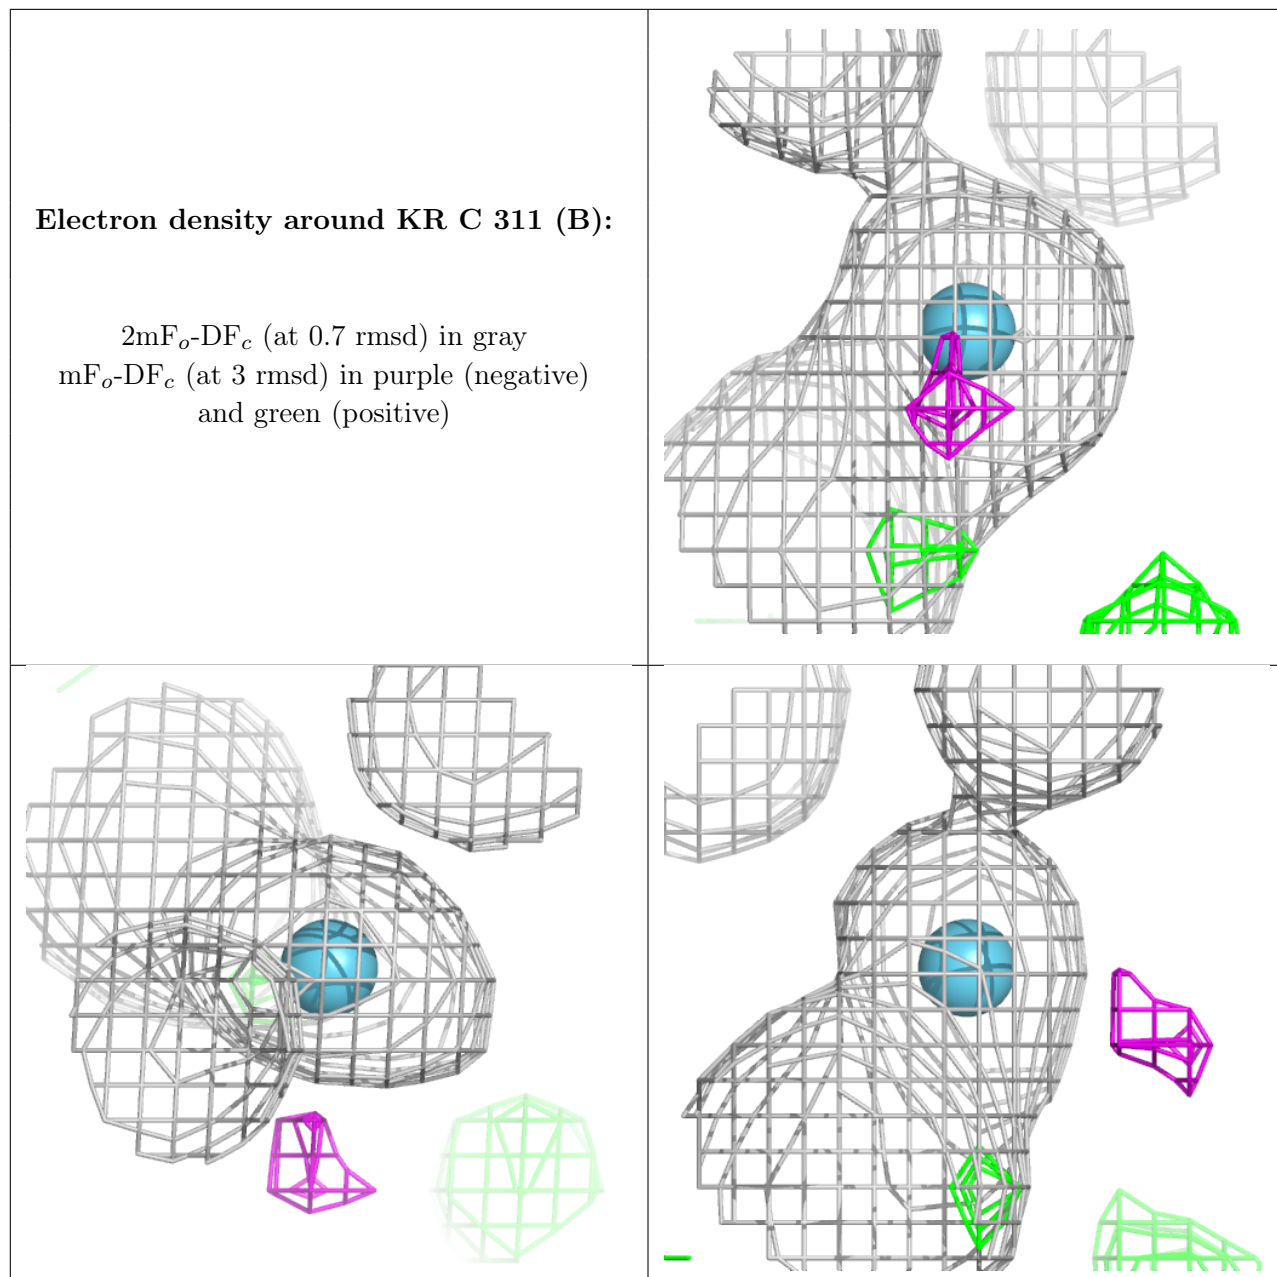 Electron density around KR C 311 (B):
2mFo-DFc (at 0.7 rmsd) in gray
mFo-DFc (at 3 rmsd) in purple (negative)
and green (positive)